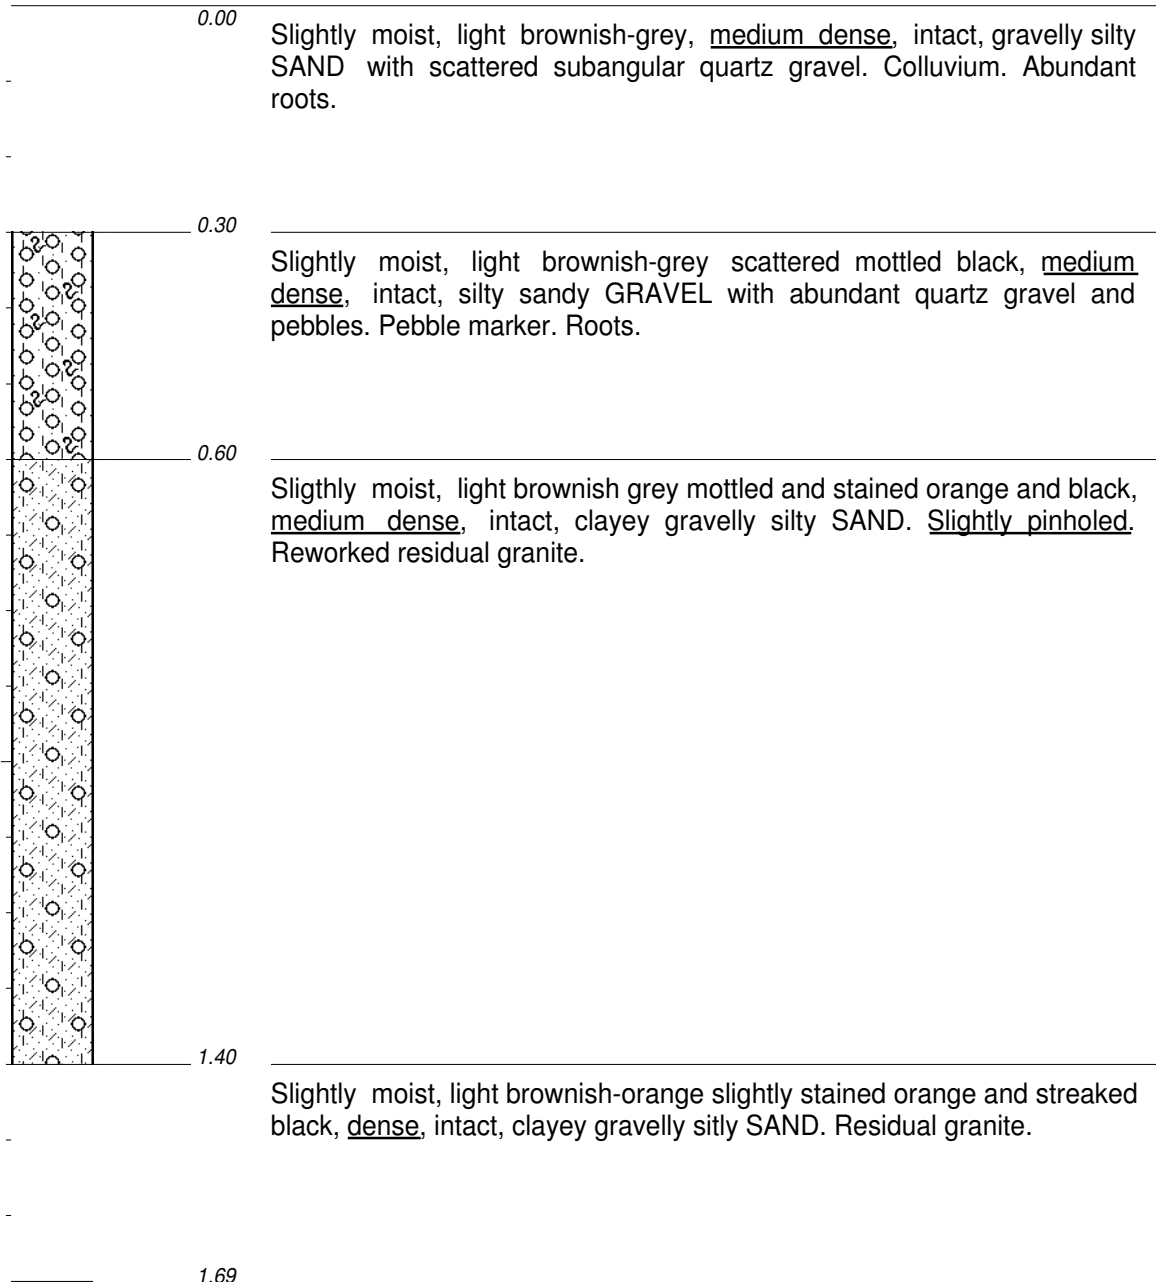 0.00
Slightly moist, light brownish-grey, medium dense, intact, gravelly silty
SAND with scattered subangular quartz gravel. Colluvium. Abundant
roots.
0.30
Slightly moist, light brownish-grey scattered mottled black, medium
dense, intact, silty sandy GRAVEL with abundant quartz gravel and
pebbles. Pebble marker. Roots.
0.60
Sligthly moist, light brownish grey mottled and stained orange and black,
medium dense, intact, clayey gravelly silty SAND. Slightly pinholed.
Reworked residual granite.
1.40
Slightly moist, light brownish-orange slightly stained orange and streaked
black, dense, intact, clayey gravelly sitly SAND. Residual granite.
1.69